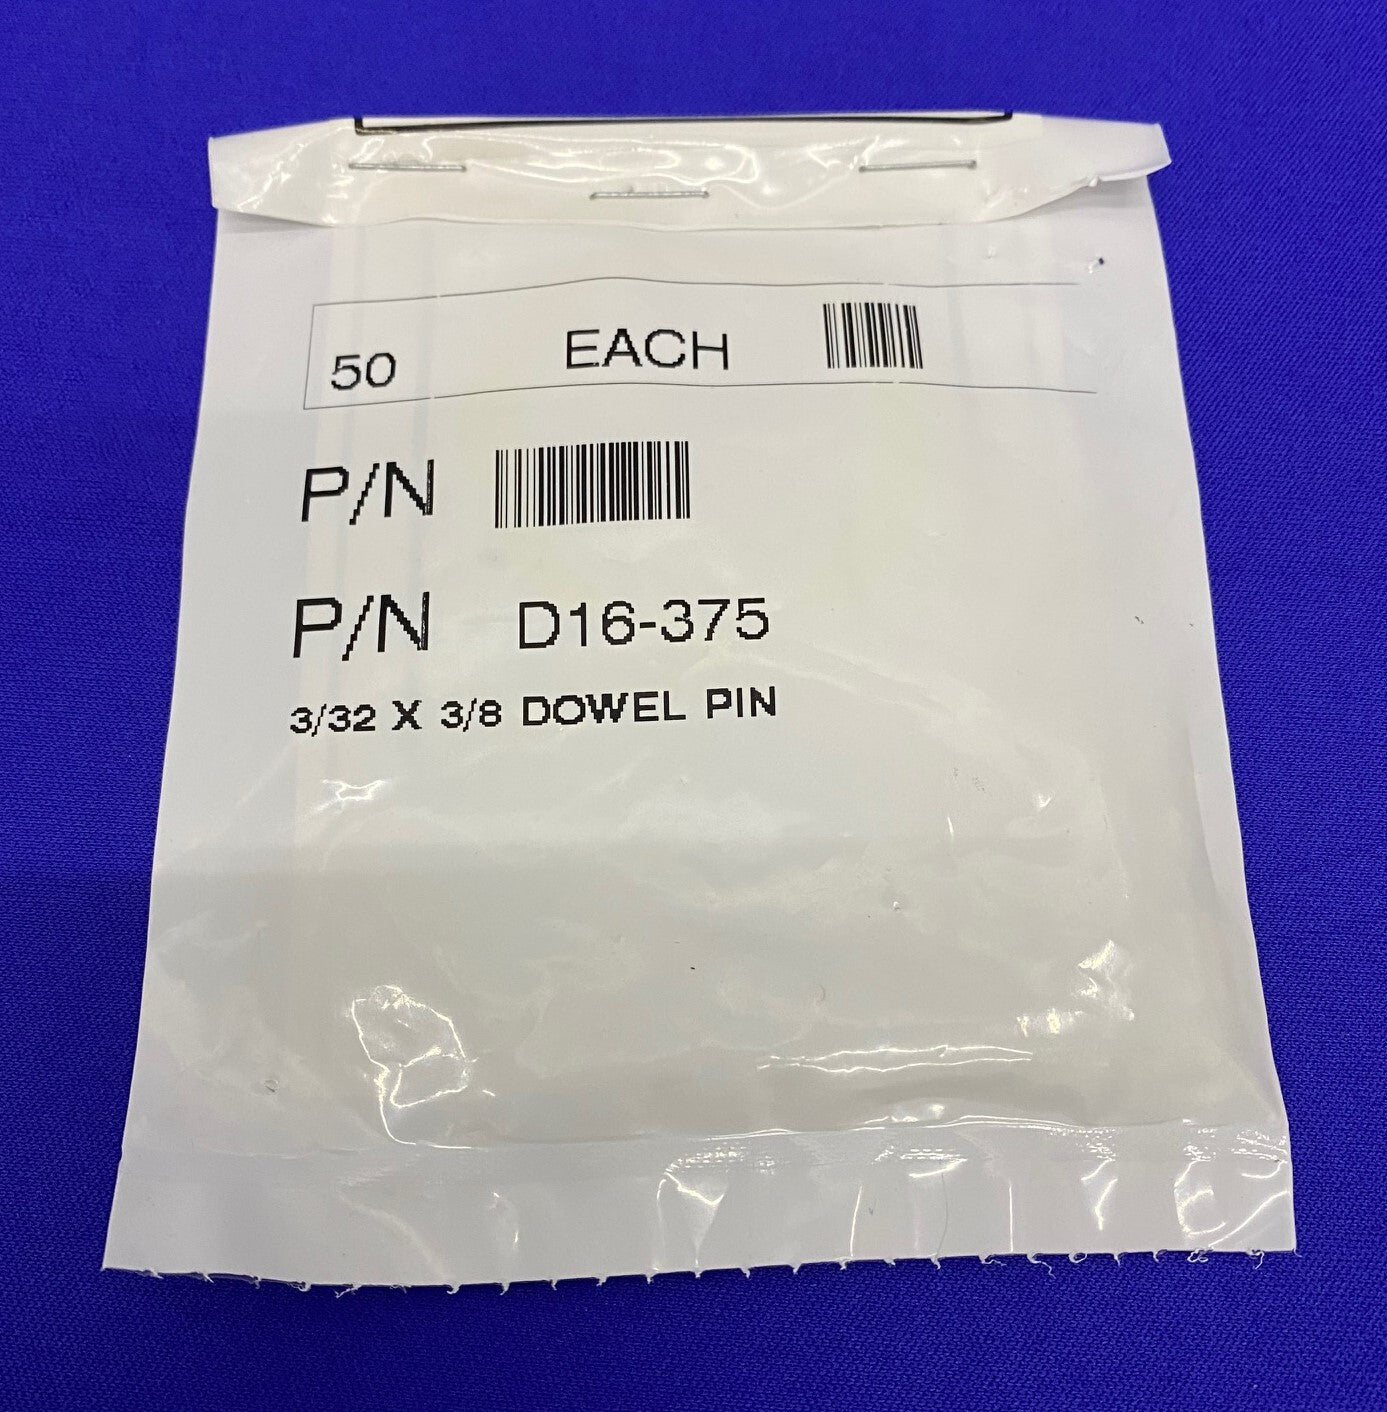 50 EACH
P/N
P/N D16-375
3/32 X 3/8 DOWEL PIN